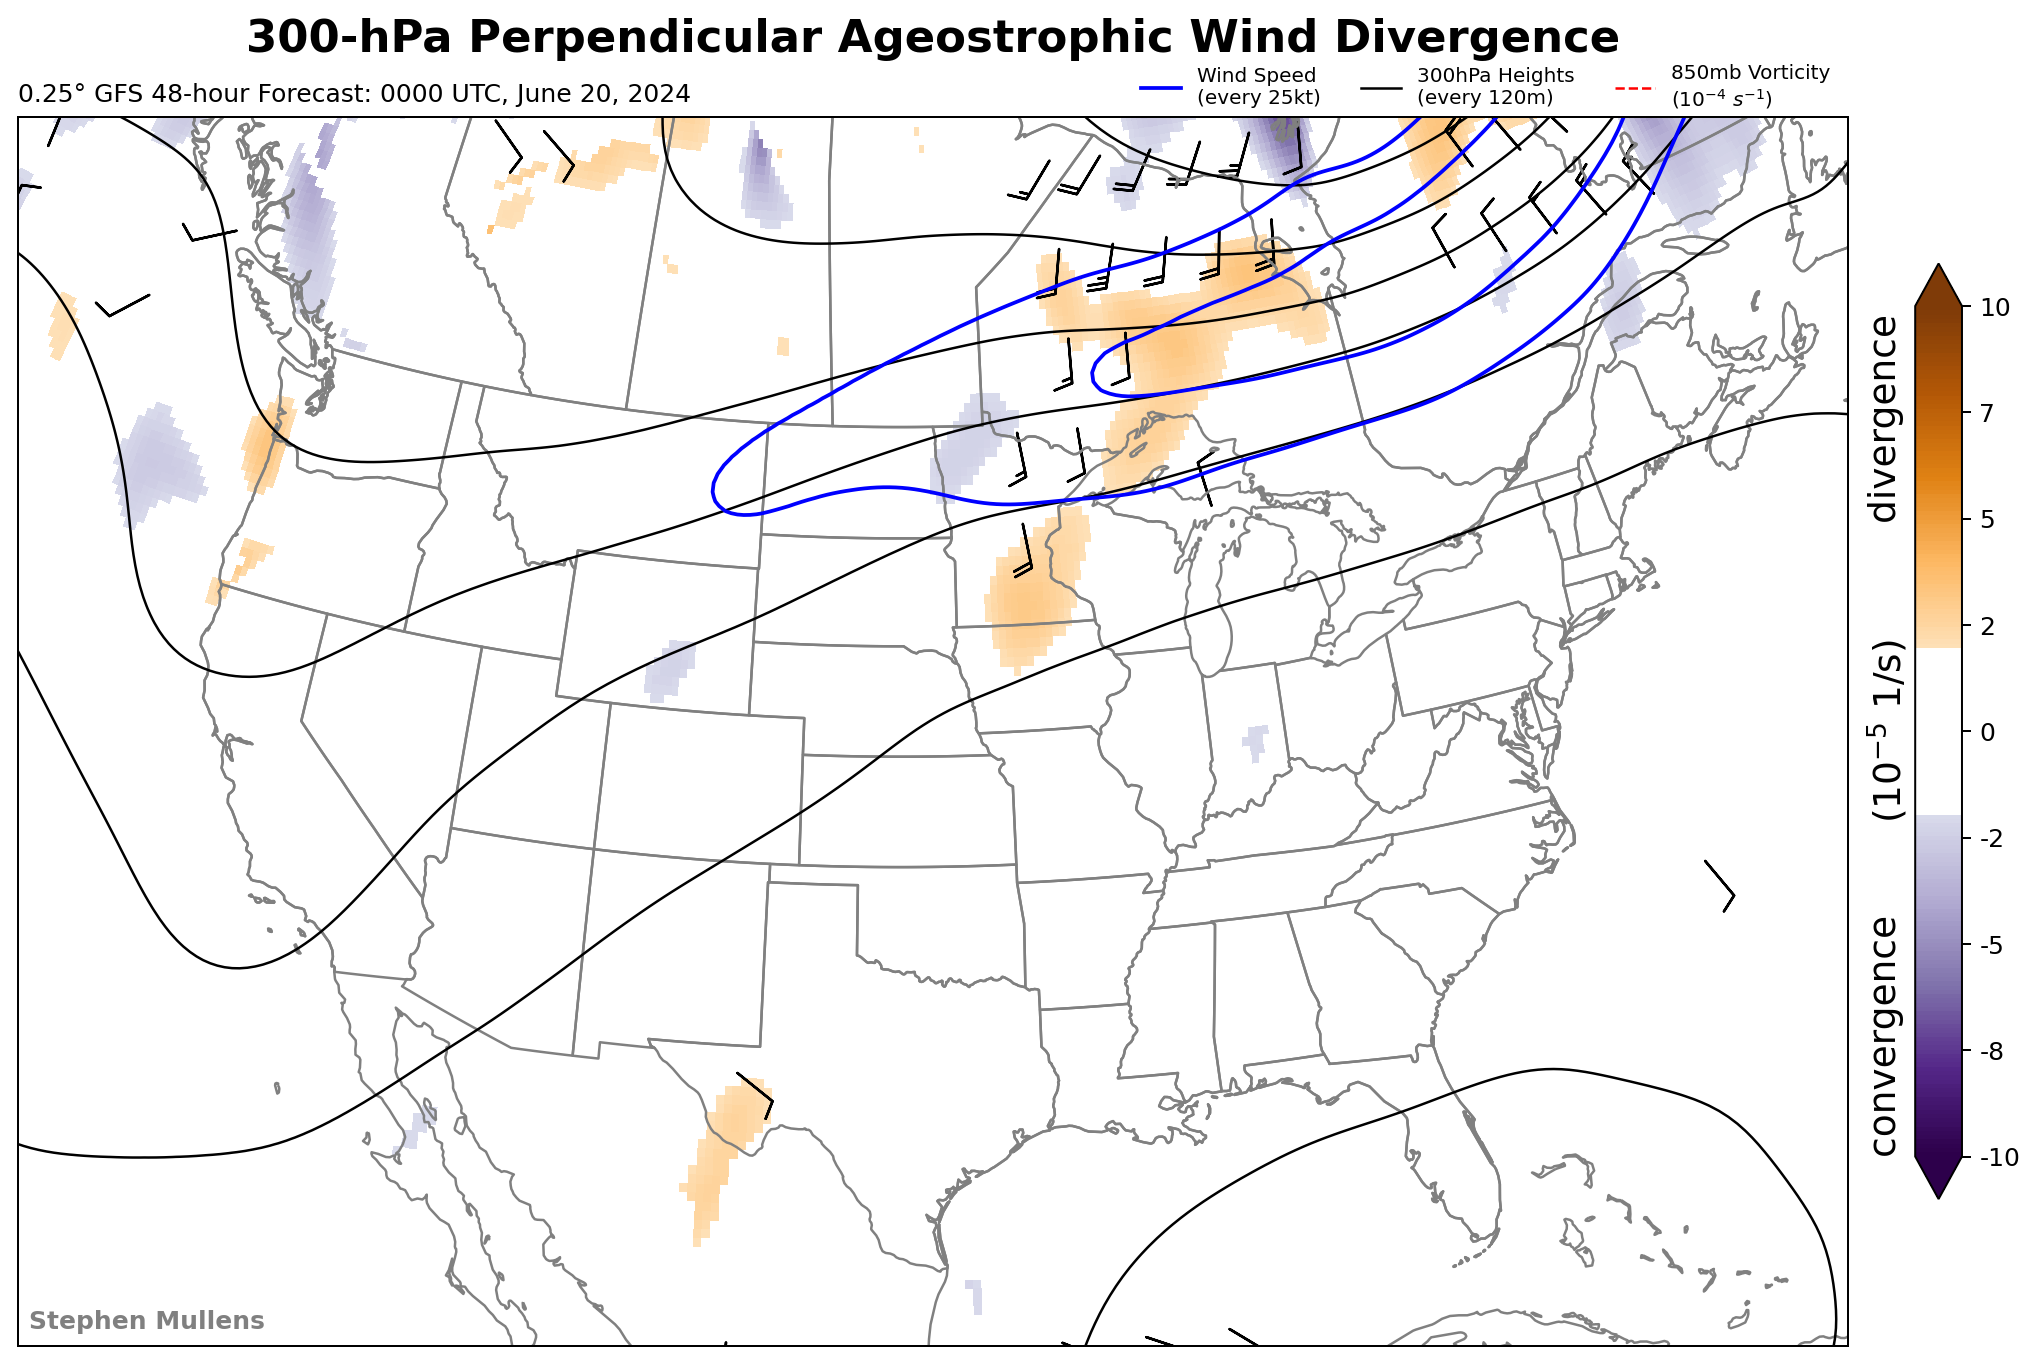 300-hPa Perpendicular Ageostrophic Wind Divergence
0.25° GFS 48-hour Forecast: 0000 UTC, June 20, 2024
Wind Speed
(every 25kt)
300hPa Heights
(every 120m)
850mb Vorticity
(10⁻⁴ s⁻¹)
10
7
5
2
0
-2
-5
-8
-10
convergence (10⁻⁵ 1/s) divergence
Stephen Mullens